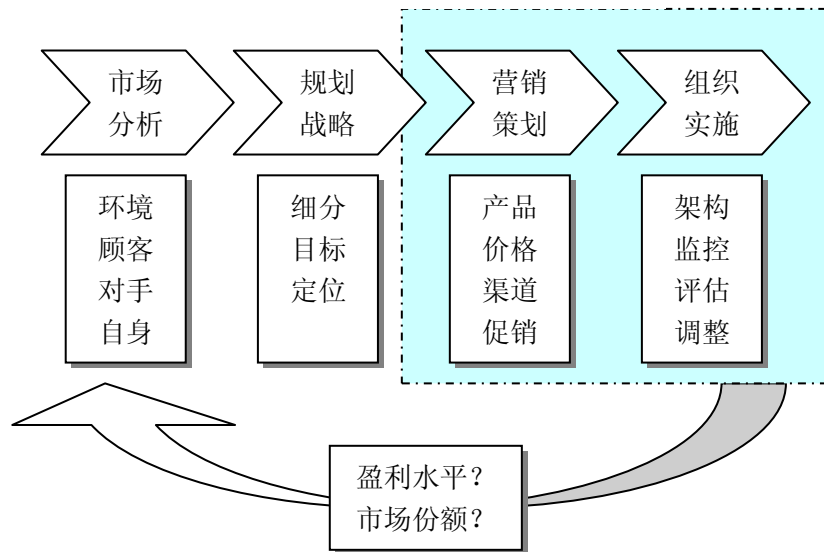 市场
分析
规划
战略
营销
策划
组织
实施
环境
顾客
对手
自身
细分
目标
定位
产品
价格
渠道
促销
架构
监控
评估
调整
盈利水平？
市场份额？